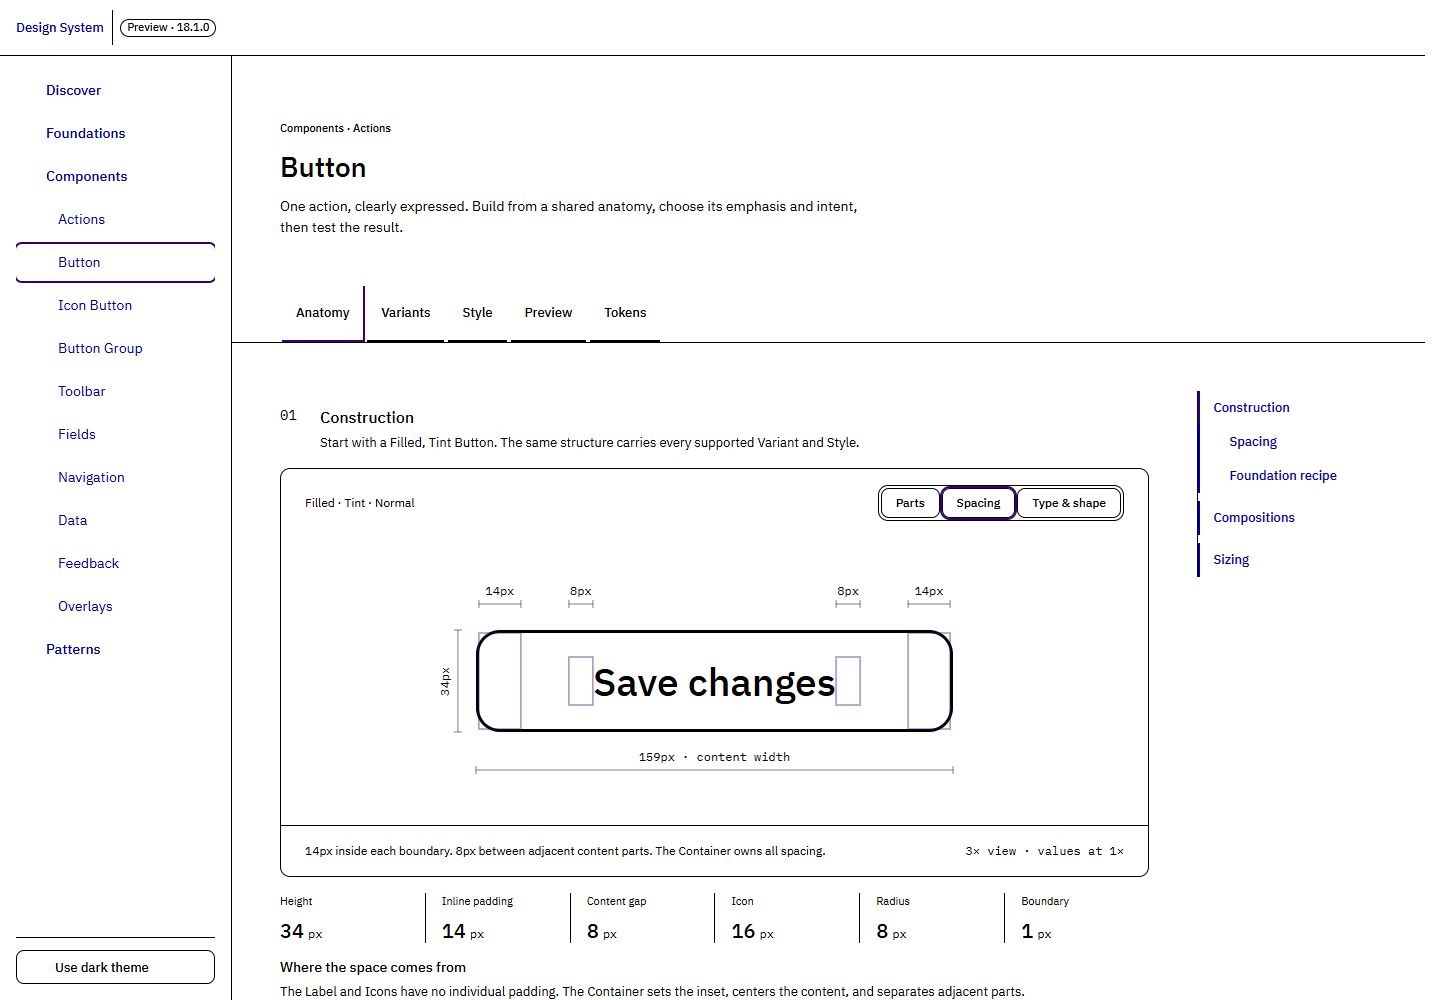 Design System
Preview · 18.1.0
Discover
Foundations
Components
Actions
Button
Icon Button
Button Group
Toolbar
Fields
Navigation
Data
Feedback
Overlays
Patterns
Use dark theme
Components · Actions
Button
One action, clearly expressed. Build from a shared anatomy, choose its emphasis and intent,
then test the result.
Anatomy
Variants
Style
Preview
Tokens
01
Construction
Start with a Filled, Tint Button. The same structure carries every supported Variant and Style.
Filled · Tint · Normal
Parts
Spacing
Type & shape
14px
8px
8px
14px
34px
Save changes
159px · content width
14px inside each boundary. 8px between adjacent content parts. The Container owns all spacing.
3× view · values at 1×
Height
34 px
Inline padding
14 px
Content gap
8 px
Icon
16 px
Radius
8 px
Boundary
1 px
Where the space comes from
The Label and Icons have no individual padding. The Container sets the inset, centers the content, and separates adjacent parts.
Construction
Spacing
Foundation recipe
Compositions
Sizing